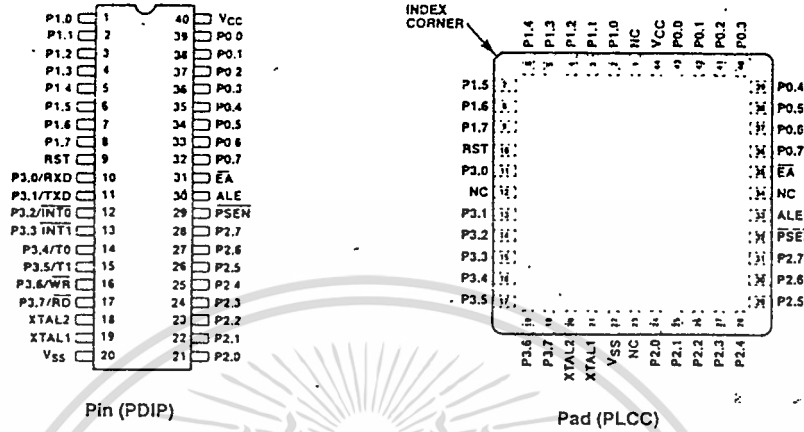 P1.0 1 40 VCC
P1.1 2 39 P0 0
P1.2 3 38 P0.1
P1.3 4 37 P0 2
P1 4 5 36 P0.3
P1.5 6 35 P0.4
P1.6 7 34 P0.5
P1.7 8 33 P0 6
RST 9 32 P0.7
P3.0/RXD 10 31 EA
P3.1/TXD 11 30 ALE
P3.2/INT0 12 29 PSEN
P3.3 INT1 13 28 P2.7
P3.4/T0 14 27 P2.6
P3.5/T1 15 26 P2.5
P3.6/WR 16 25 P2 4
P3.7/RD 17 24 P2.3
XTAL2 18 23 P2.2
XTAL1 19 22 P2.1
VSS 20 21 P2.0
Pin (PDIP)
INDEX
CORNER
P1.4 P1.3 P1.2 P1.1 P1.0 NC VCC P0.0 P0.1 P0.2 P0.3
P1.5 P0.4
P1.6 P0.5
P1.7 P0.6
RST P0.7
P3.0 EA
NC NC
P3.1 ALE
P3.2 PSE
P3.3 P2.7
P3.4 P2.6
P3.5 P2.5
P3.6 P3.7 XTAL2 XTAL1 VSS NC P2.0 P2.1 P2.2 P2.3 P2.4
Pad (PLCC)